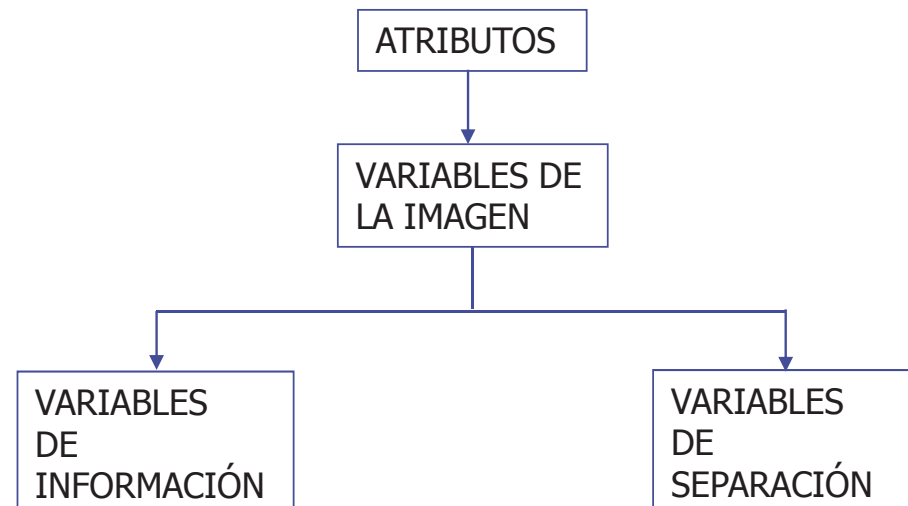 ATRIBUTOS
VARIABLES DE
LA IMAGEN
VARIABLES
DE
INFORMACIÓN
VARIABLES
DE
SEPARACIÓN